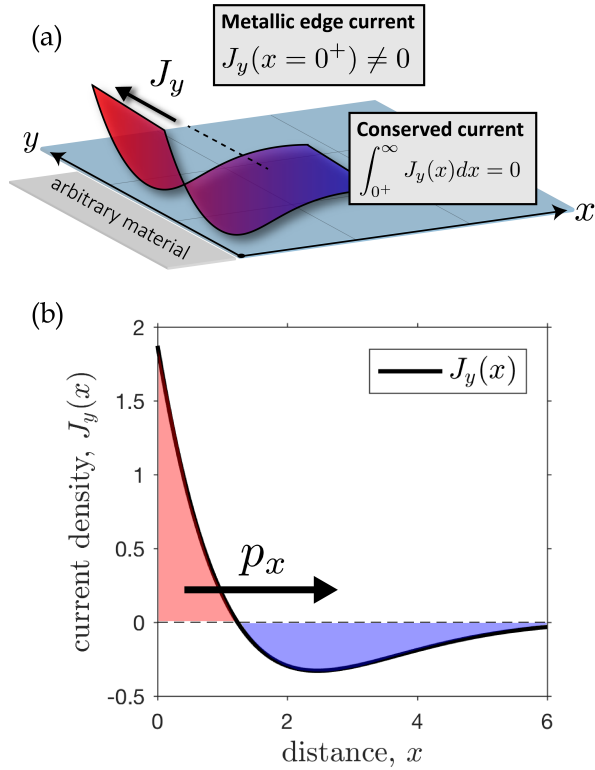 (a)
Metallic edge current
J_y(x = 0⁺) ≠ 0
J_y
Conserved current
∫_{0⁺}^{∞} J_y(x)dx = 0
y
arbitrary material
x
(b)
2
1.5
1
0.5
0
-0.5
current density, J_y(x)
J_y(x)
p_x
0
2
4
6
distance, x